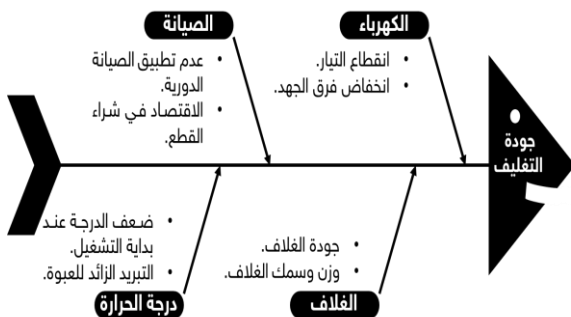 الكهرباء
انقطاع التيار.
انخفاض فرق الجهد.
الصيانة
عدم تطبيق الصيانة
الدورية.
الاقتصاد في شراء
القطع.
جودة
التغليف
جودة الغلاف.
وزن وسمك الغلاف.
الغلاف
ضعف الدرجة عند
بداية التشغيل.
التبريد الزائد للعبوة.
درجة الحرارة